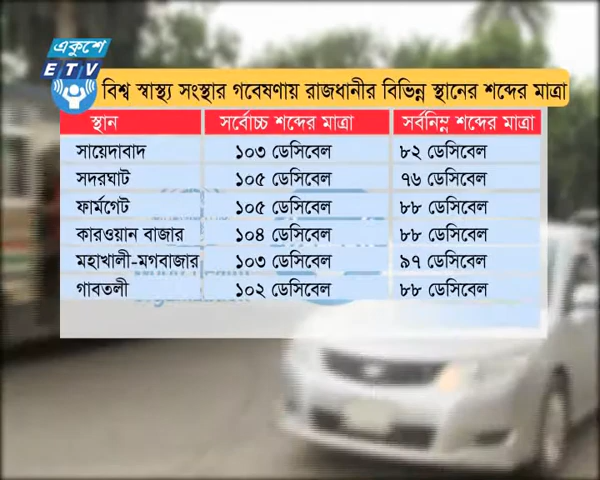 একুশে
ETV
বিশ্ব স্বাস্থ্য সংস্থার গবেষণায় রাজধানীর বিভিন্ন স্থানের শব্দের মাত্রা
স্থান সর্বোচ্চ শব্দের মাত্রা সর্বনিম্ন শব্দের মাত্রা
সায়েদাবাদ ১০৩ ডেসিবেল ৮২ ডেসিবেল
সদরঘাট ১০৫ ডেসিবেল ৭৬ ডেসিবেল
ফার্মগেট ১০৫ ডেসিবেল ৮৮ ডেসিবেল
কারওয়ান বাজার ১০৪ ডেসিবেল ৮৮ ডেসিবেল
মহাখালী-মগবাজার ১০৩ ডেসিবেল ৯৭ ডেসিবেল
গাবতলী ১০২ ডেসিবেল ৮৮ ডেসিবেল